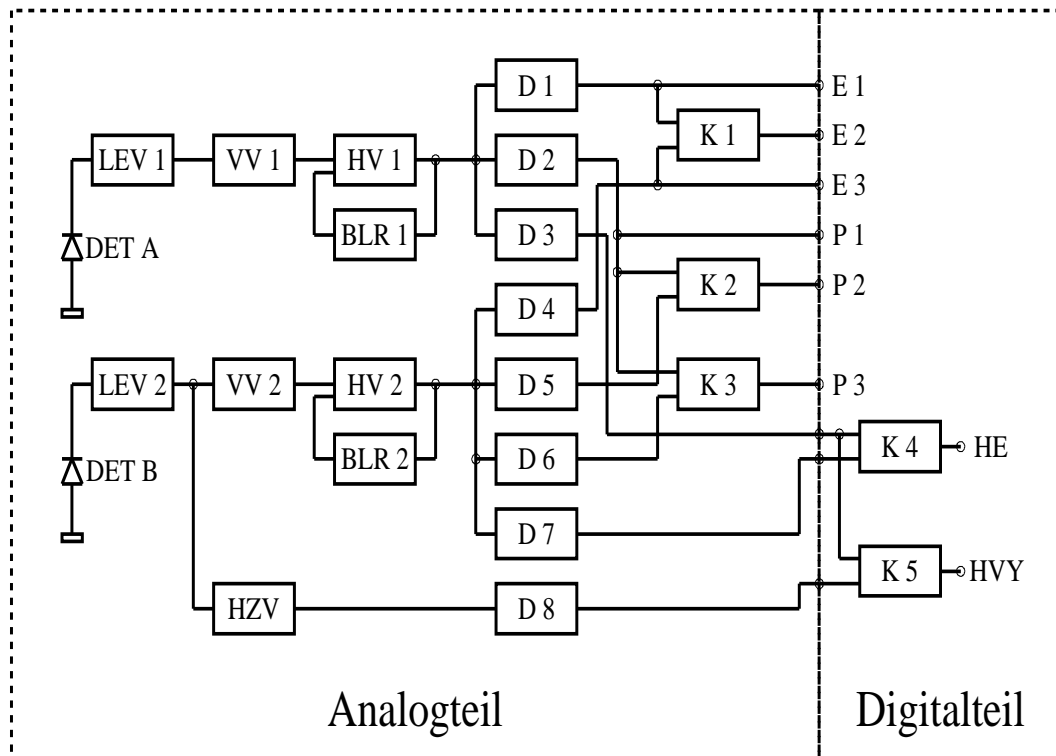 D 1
E 1
K 1
E 2
LEV 1
VV 1
HV 1
D 2
E 3
BLR 1
D 3
P 1
DET A
K 2
P 2
D 4
LEV 2
VV 2
HV 2
D 5
K 3
P 3
BLR 2
D 6
K 4
HE
DET B
D 7
K 5
HVY
HZV
D 8
Analogteil
Digitalteil